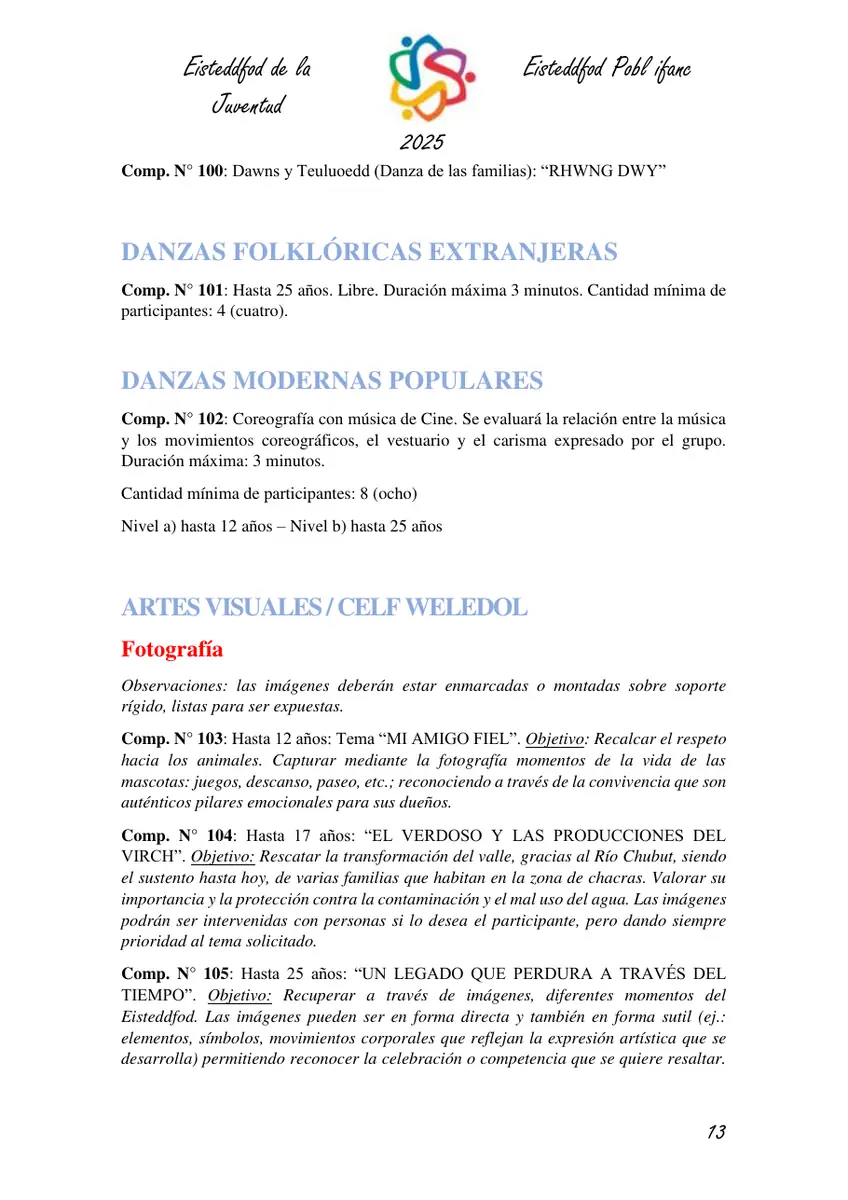 Eisteddfod de la
Juventud
Eisteddfod Pobl ifanc
2025
Comp. N° 100: Dawns y Teuluoedd (Danza de las familias): “RHWNG DWY”
DANZAS FOLKLÓRICAS EXTRANJERAS
Comp. N° 101: Hasta 25 años. Libre. Duración máxima 3 minutos. Cantidad mínima de
participantes: 4 (cuatro).
DANZAS MODERNAS POPULARES
Comp. N° 102: Coreografía con música de Cine. Se evaluará la relación entre la música
y los movimientos coreográficos, el vestuario y el carisma expresado por el grupo.
Duración máxima: 3 minutos.
Cantidad mínima de participantes: 8 (ocho)
Nivel a) hasta 12 años – Nivel b) hasta 25 años
ARTES VISUALES / CELF WELEDOL
Fotografía
Observaciones: las imágenes deberán estar enmarcadas o montadas sobre soporte
rígido, listas para ser expuestas.
Comp. N° 103: Hasta 12 años: Tema “MI AMIGO FIEL”. Objetivo: Recalcar el respeto
hacia los animales. Capturar mediante la fotografía momentos de la vida de las
mascotas: juegos, descanso, paseo, etc.; reconociendo a través de la convivencia que son
auténticos pilares emocionales para sus dueños.
Comp. N° 104: Hasta 17 años: “EL VERDOSO Y LAS PRODUCCIONES DEL
VIRCH”. Objetivo: Rescatar la transformación del valle, gracias al Río Chubut, siendo
el sustento hasta hoy, de varias familias que habitan en la zona de chacras. Valorar su
importancia y la protección contra la contaminación y el mal uso del agua. Las imágenes
podrán ser intervenidas con personas si lo desea el participante, pero dando siempre
prioridad al tema solicitado.
Comp. N° 105: Hasta 25 años: “UN LEGADO QUE PERDURA A TRAVÉS DEL
TIEMPO”. Objetivo: Recuperar a través de imágenes, diferentes momentos del
Eisteddfod. Las imágenes pueden ser en forma directa y también en forma sutil (ej.:
elementos, símbolos, movimientos corporales que reflejan la expresión artística que se
desarrolla) permitiendo reconocer la celebración o competencia que se quiere resaltar.
13